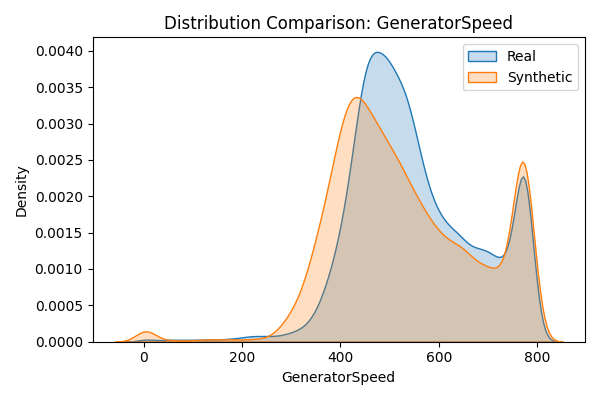 Distribution Comparison: GeneratorSpeed
Real
Synthetic
Density
0.0040
0.0035
0.0030
0.0025
0.0020
0.0015
0.0010
0.0005
0.0000
0 200 400 600 800
GeneratorSpeed